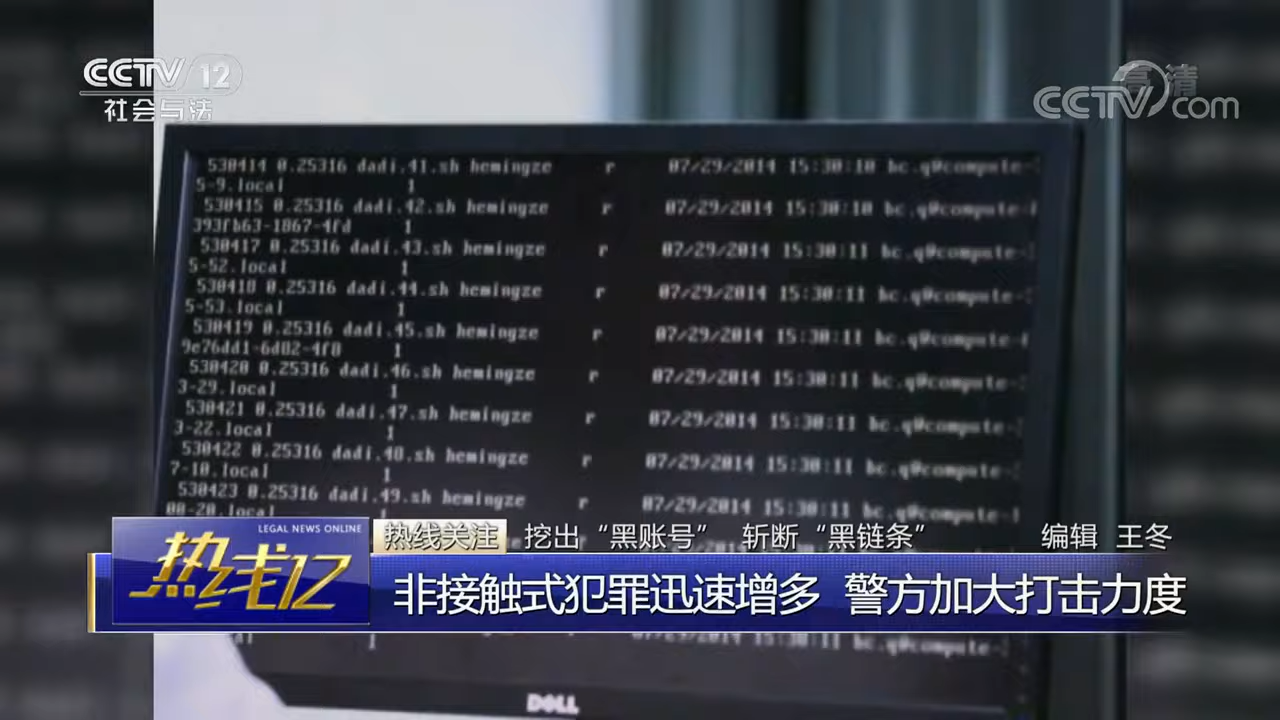 CCTV 12
社会与法
高清
CCTV.com
530414 0.25316 dadi.41.sh hemingze r 07/29/2014 15:30:10 bc.q@compute-
5-9.local 1
530415 0.25316 dadi.42.sh hemingze r 07/29/2014 15:30:10 bc.q@compute-
393fb63-1867-4fd 1
530417 0.25316 dadi.43.sh hemingze r 07/29/2014 15:30:10 bc.q@compute-
5-52.local 1
530418 0.25316 dadi.44.sh hemingze r 07/29/2014 15:30:11 bc.q@compute-
5-53.local 1
530419 0.25316 dadi.45.sh hemingze r 07/29/2014 15:30:11 bc.q@compute-
9e76dd1-6d82-4f8 1
530420 0.25316 dadi.46.sh hemingze r 07/29/2014 15:30:11 bc.q@compute-
3-29.local 1
530421 0.25316 dadi.47.sh hemingze r 07/29/2014 15:30:11 bc.q@compute-
3-22.local 1
530422 0.25316 dadi.48.sh hemingze r 07/29/2014 15:30:11 bc.q@compute-
7-10.local 1
530423 0.25316 dadi.49.sh hemingze r 07/29/2014 15:30:11 bc.q@compute-
LEGAL NEWS ONLINE
热线12
热线关注 挖出“黑账号” 斩断“黑链条” 编辑 王冬
非接触式犯罪迅速增多 警方加大打击力度
15:30:11 bc.q@compute-
DELL